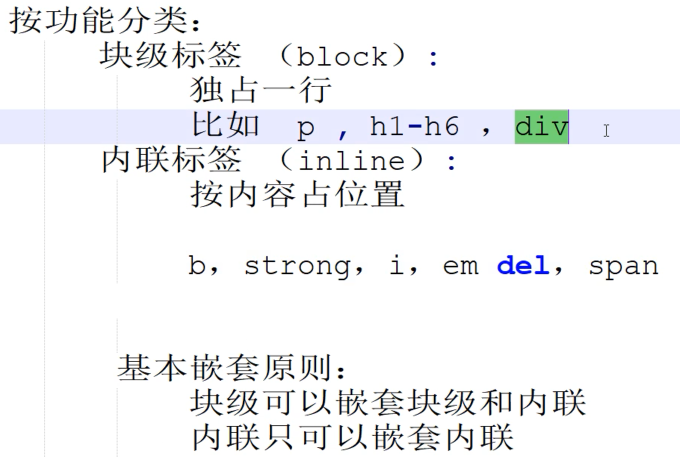 按功能分类：
块级标签 （block）：
独占一行
比如 p ，h1-h6 ，div
内联标签 （inline）：
按内容占位置
b，strong，i，em del，span
基本嵌套原则：
块级可以嵌套块级和内联
内联只可以嵌套内联